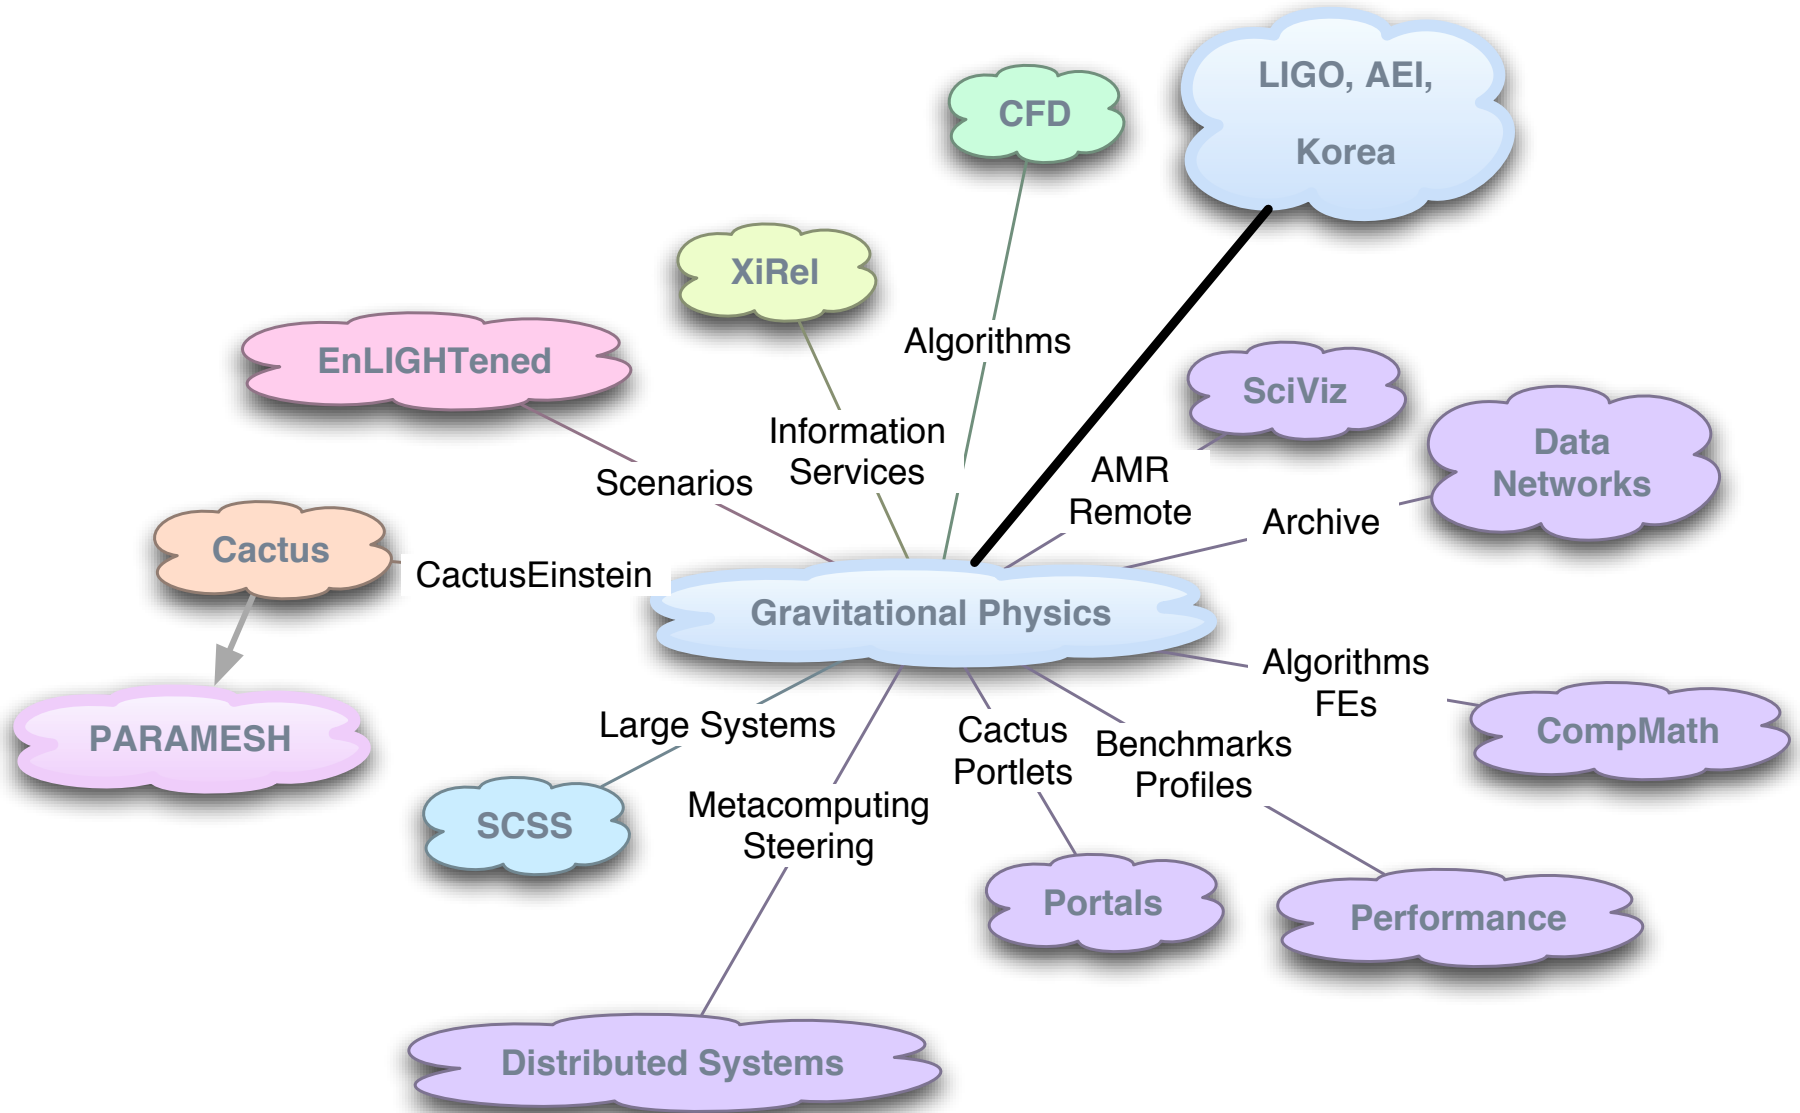 LIGO, AEI,
Korea
CFD
XiRel
EnLIGHTened
Algorithms
SciViz
Information
Services
Data
Networks
AMR
Remote
Scenarios
Archive
Cactus
CactusEinstein
Gravitational Physics
Algorithms
FEs
PARAMESH
Large Systems
Cactus
Portlets
Benchmarks
Profiles
CompMath
SCSS
Metacomputing
Steering
Portals
Performance
Distributed Systems